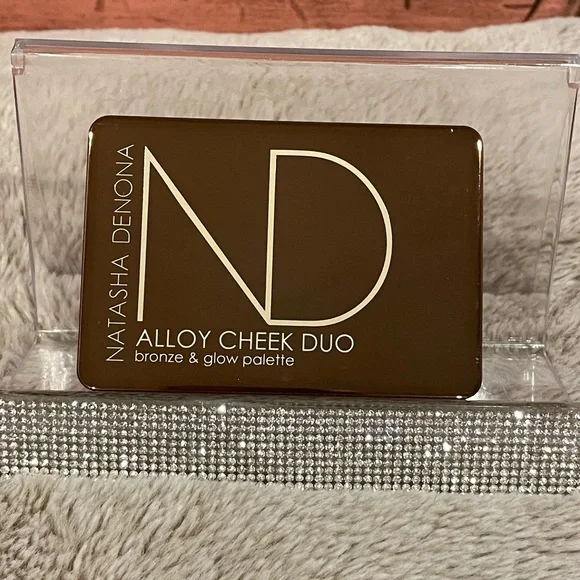 NATASHA DENONA
ND
ALLOY CHEEK DUO
bronze & glow palette